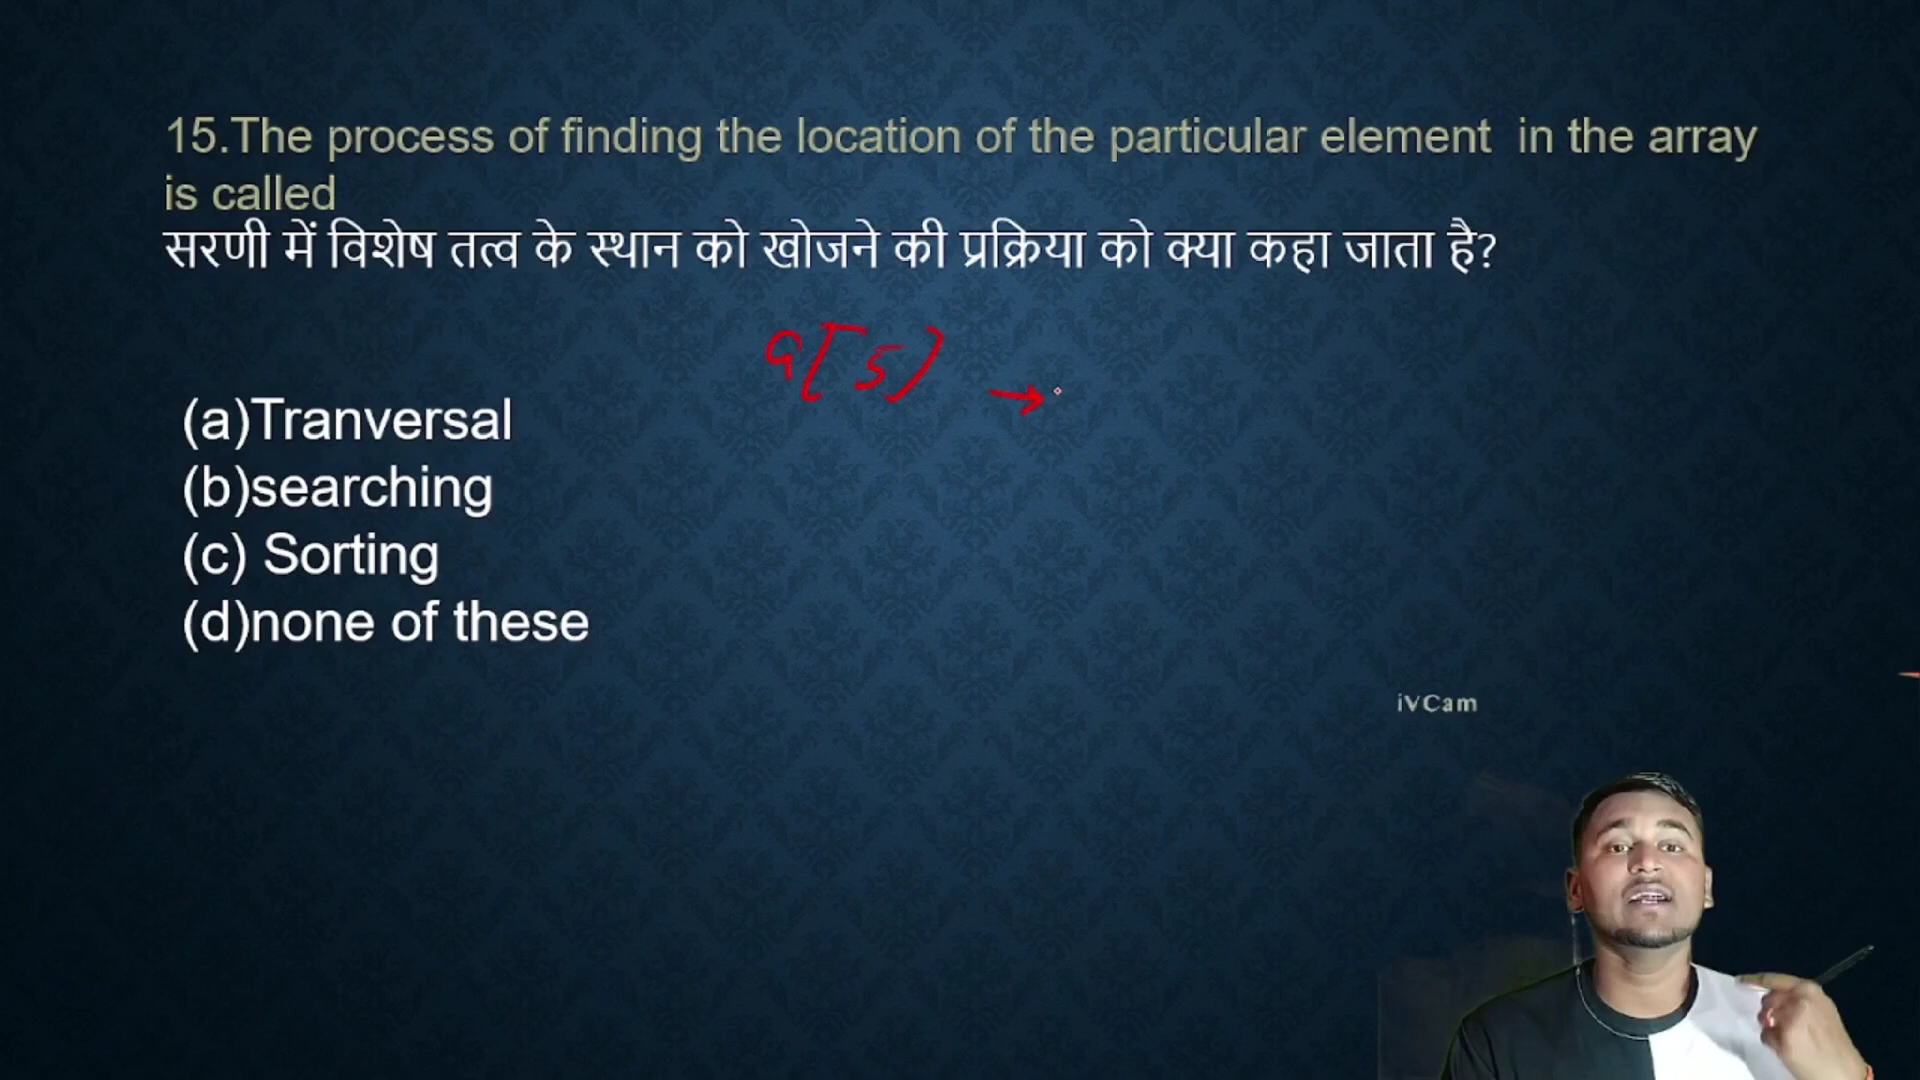 15.The process of finding the location of the particular element in the array
is called
सरणी में विशेष तत्व के स्थान को खोजने की प्रक्रिया को क्या कहा जाता है?
a[5]
(a)Tranversal
(b)searching
(c) Sorting
(d)none of these
iVCam